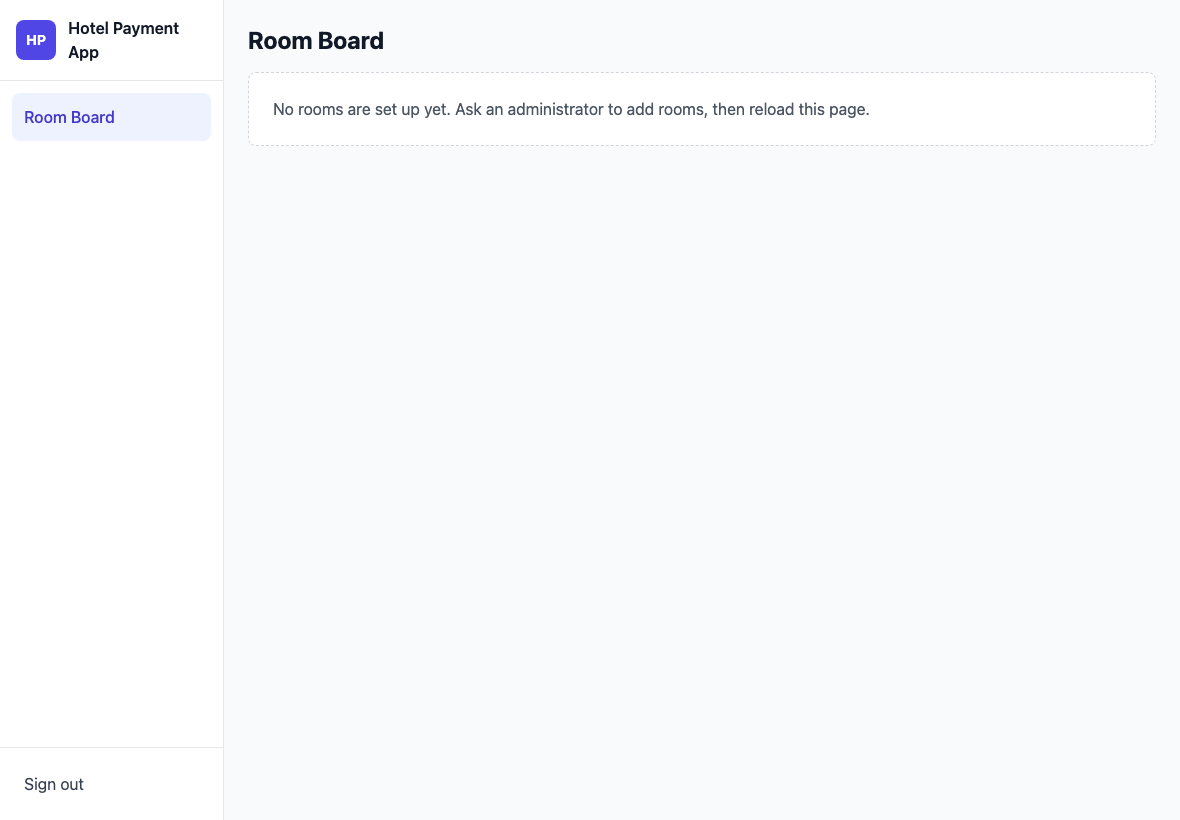 HP
Hotel Payment
App
Room Board
Room Board
No rooms are set up yet. Ask an administrator to add rooms, then reload this page.
Sign out